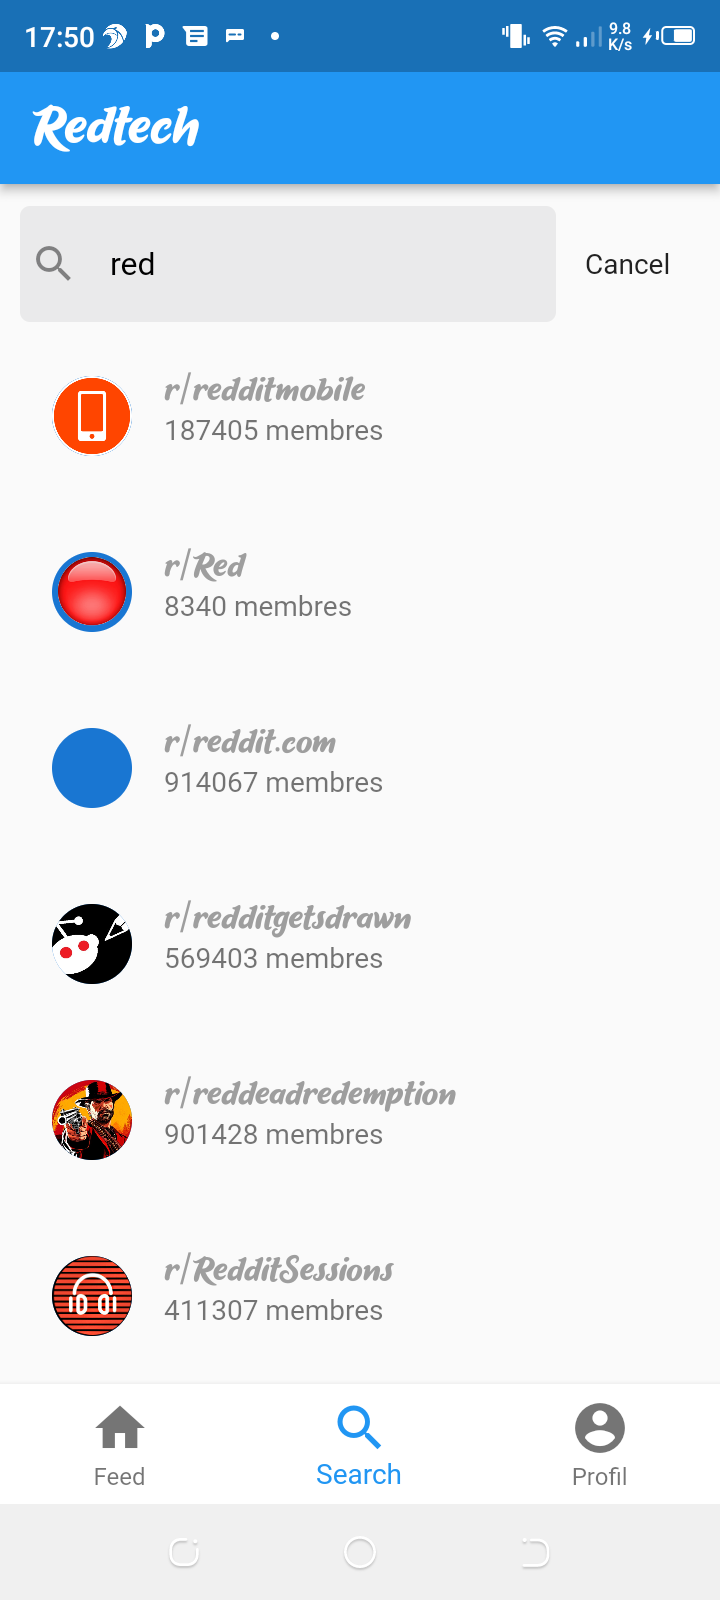 17:50
9.8
K/s
Redtech
red
Cancel
r/redditmobile
187405 membres
r/Red
8340 membres
r/reddit.com
914067 membres
r/redditgetsdrawn
569403 membres
r/reddeadredemption
901428 membres
r/RedditSessions
411307 membres
Feed
Search
Profil